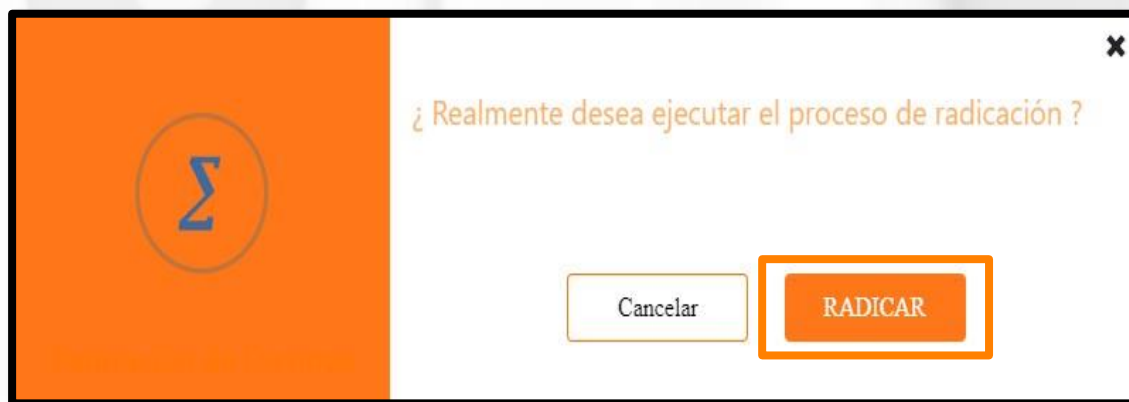 ¿ Realmente desea ejecutar el proceso de radicación ?
Σ
Cancelar
RADICAR